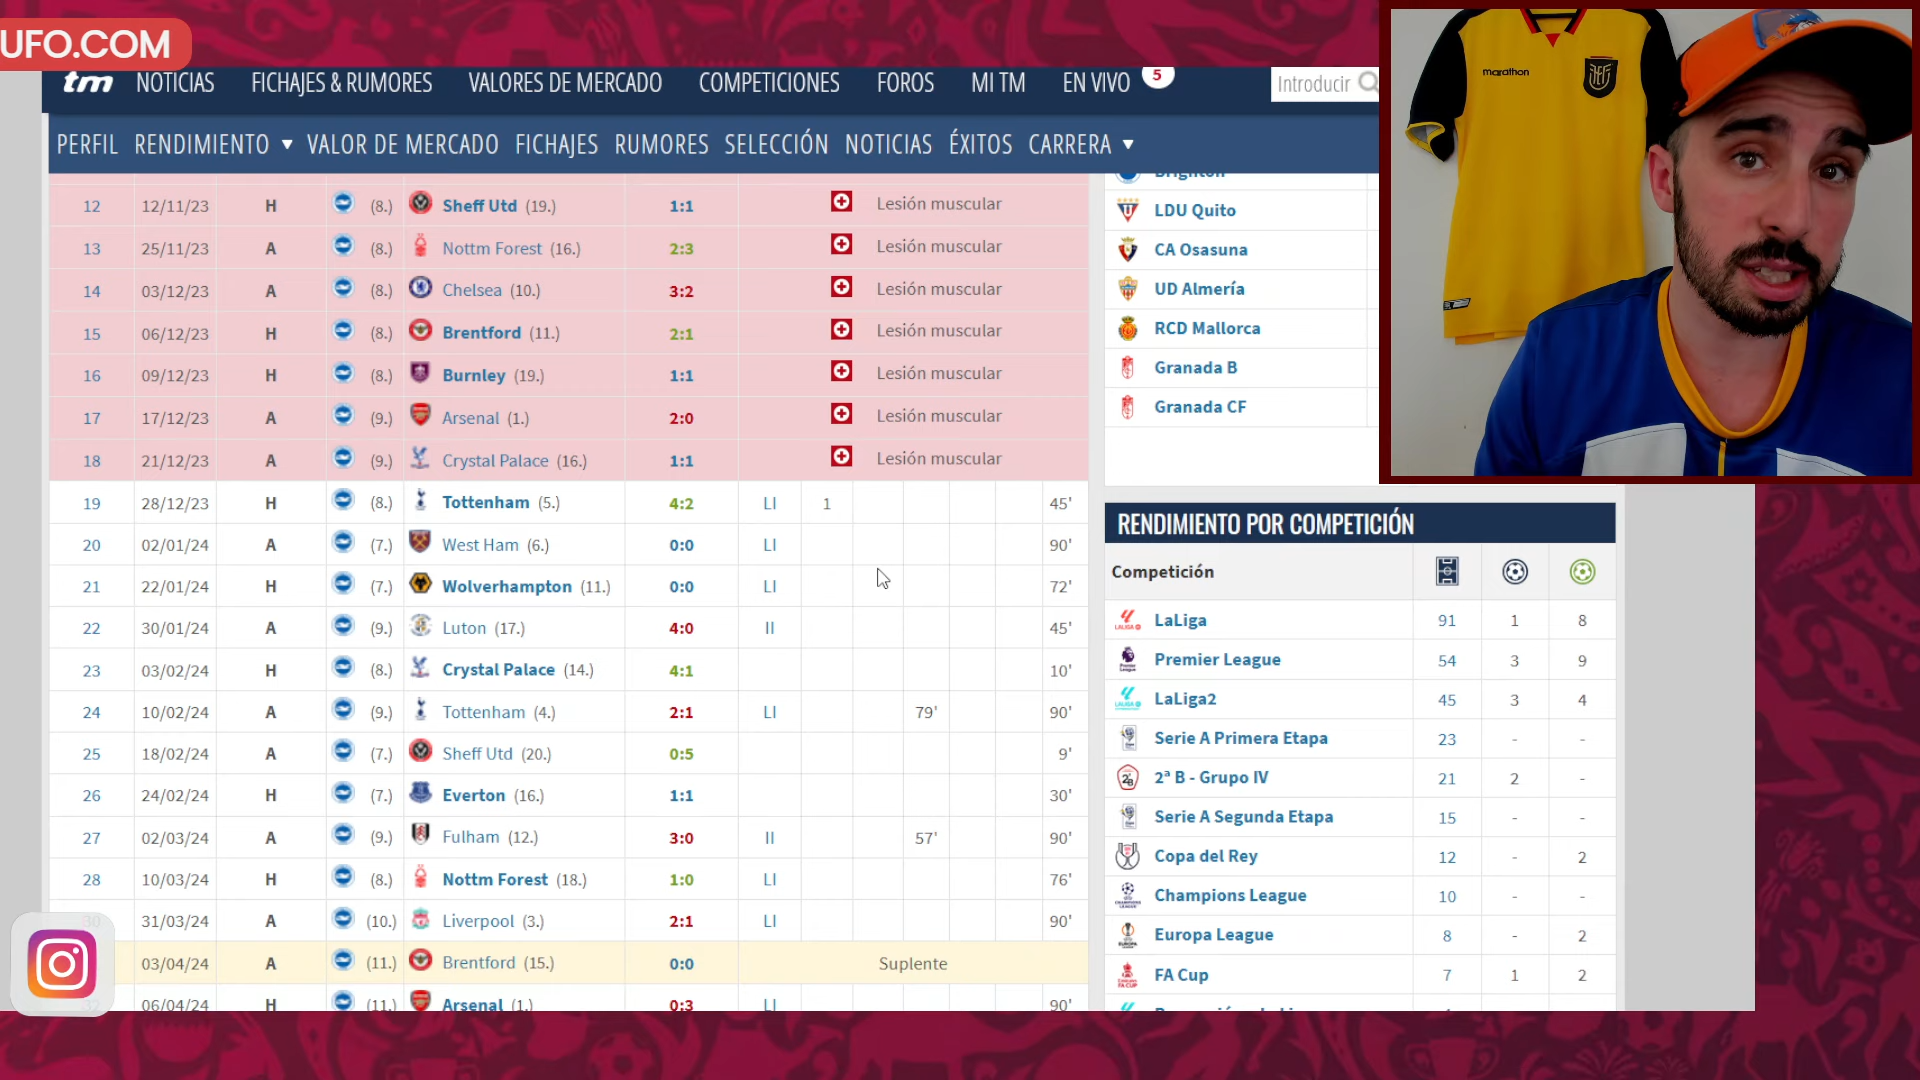 UFO.COM
tm NOTICIAS FICHAJES & RUMORES VALORES DE MERCADO COMPETICIONES FOROS MI TM EN VIVO 5 Introducir
PERFIL RENDIMIENTO VALOR DE MERCADO FICHAJES RUMORES SELECCIÓN NOTICIAS ÉXITOS CARRERA
12 12/11/23 H (8.) Sheff Utd (19.) 1:1 Lesión muscular
13 25/11/23 A (8.) Nottm Forest (16.) 2:3 Lesión muscular
14 03/12/23 A (8.) Chelsea (10.) 3:2 Lesión muscular
15 06/12/23 H (8.) Brentford (11.) 2:1 Lesión muscular
16 09/12/23 H (8.) Burnley (19.) 1:1 Lesión muscular
17 17/12/23 A (9.) Arsenal (1.) 2:0 Lesión muscular
18 21/12/23 A (9.) Crystal Palace (16.) 1:1 Lesión muscular
19 28/12/23 H (8.) Tottenham (5.) 4:2 LI 1 45'
20 02/01/24 A (7.) West Ham (6.) 0:0 LI 90'
21 22/01/24 H (7.) Wolverhampton (11.) 0:0 LI 72'
22 30/01/24 A (9.) Luton (17.) 4:0 II 45'
23 03/02/24 H (8.) Crystal Palace (14.) 4:1 10'
24 10/02/24 A (9.) Tottenham (4.) 2:1 LI 79' 90'
25 18/02/24 A (7.) Sheff Utd (20.) 0:5 9'
26 24/02/24 H (7.) Everton (16.) 1:1 30'
27 02/03/24 A (9.) Fulham (12.) 3:0 II 57' 90'
28 10/03/24 H (8.) Nottm Forest (18.) 1:0 LI 76'
30 31/03/24 A (10.) Liverpool (3.) 2:1 LI 90'
03/04/24 A (11.) Brentford (15.) 0:0 Suplente
32 06/04/24 H (11.) Arsenal (1.) 0:3 LI 90'
Brighton
LDU Quito
CA Osasuna
UD Almería
RCD Mallorca
Granada B
Granada CF
RENDIMIENTO POR COMPETICIÓN
Competición
LaLiga 91 1 8
Premier League 54 3 9
LaLiga2 45 3 4
Serie A Primera Etapa 23 - -
2ª B - Grupo IV 21 2 -
Serie A Segunda Etapa 15 - -
Copa del Rey 12 - 2
Champions League 10 - -
Europa League 8 - 2
FA Cup 7 1 2
marathon